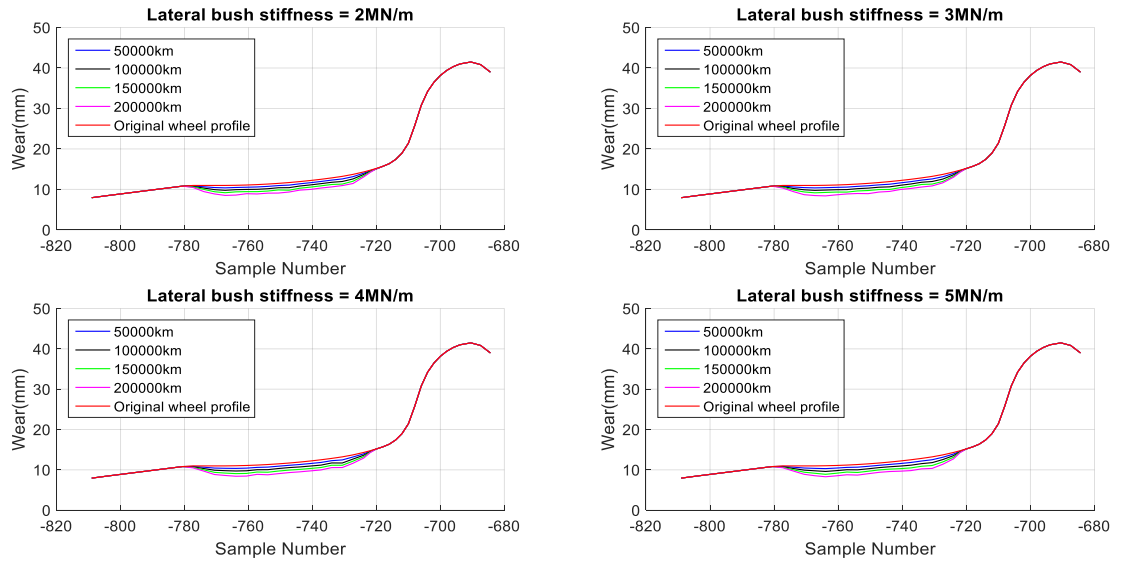 Lateral bush stiffness = 2MN/m
50
40
30
20
10
0
Wear(mm)
50000km
100000km
150000km
200000km
Original wheel profile
-820 -800 -780 -760 -740 -720 -700 -680
Sample Number
Lateral bush stiffness = 3MN/m
50
40
30
20
10
0
Wear(mm)
50000km
100000km
150000km
200000km
Original wheel profile
-820 -800 -780 -760 -740 -720 -700 -680
Sample Number
Lateral bush stiffness = 4MN/m
50
40
30
20
10
0
Wear(mm)
50000km
100000km
150000km
200000km
Original wheel profile
-820 -800 -780 -760 -740 -720 -700 -680
Sample Number
Lateral bush stiffness = 5MN/m
50
40
30
20
10
0
Wear(mm)
50000km
100000km
150000km
200000km
Original wheel profile
-820 -800 -780 -760 -740 -720 -700 -680
Sample Number